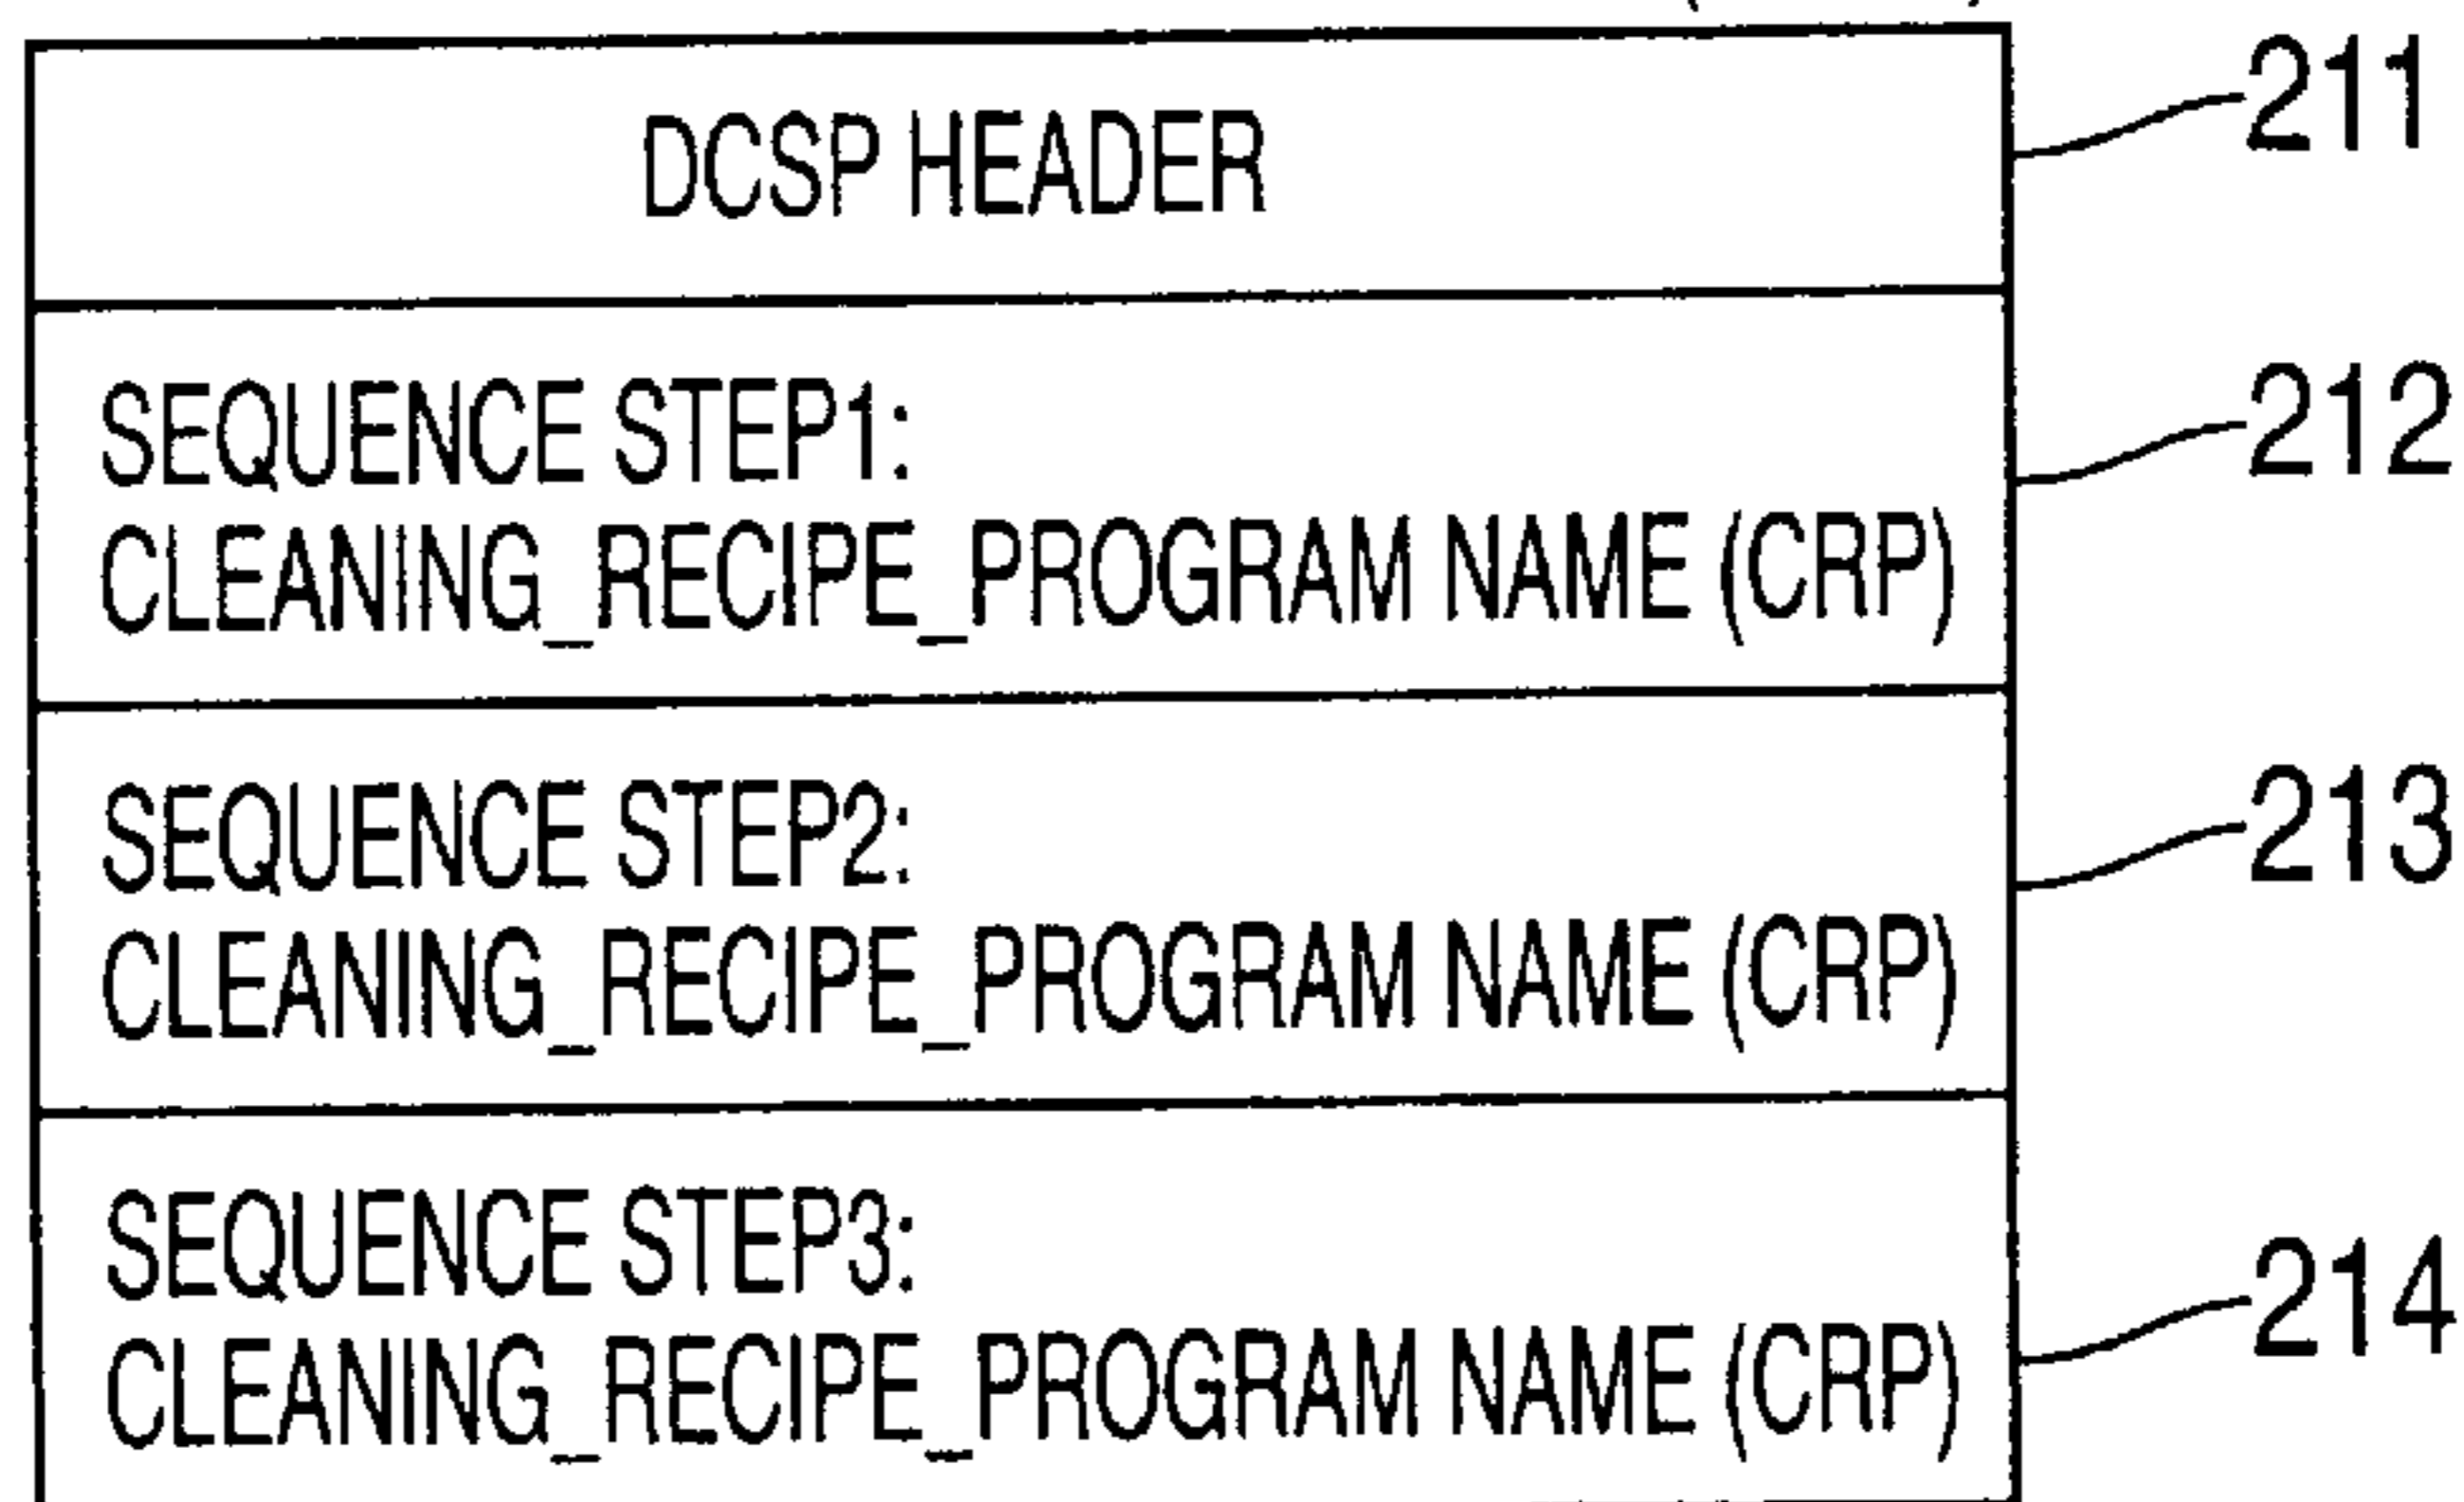 DCSP HEADER
211
SEQUENCE STEP1:
212
CLEANING_RECIPE_PROGRAM NAME (CRP)
SEQUENCE STEP2:
213
CLEANING_RECIPE_PROGRAM NAME (CRP)
SEQUENCE STEP3:
214
CLEANING_RECIPE_PROGRAM NAME (CRP)